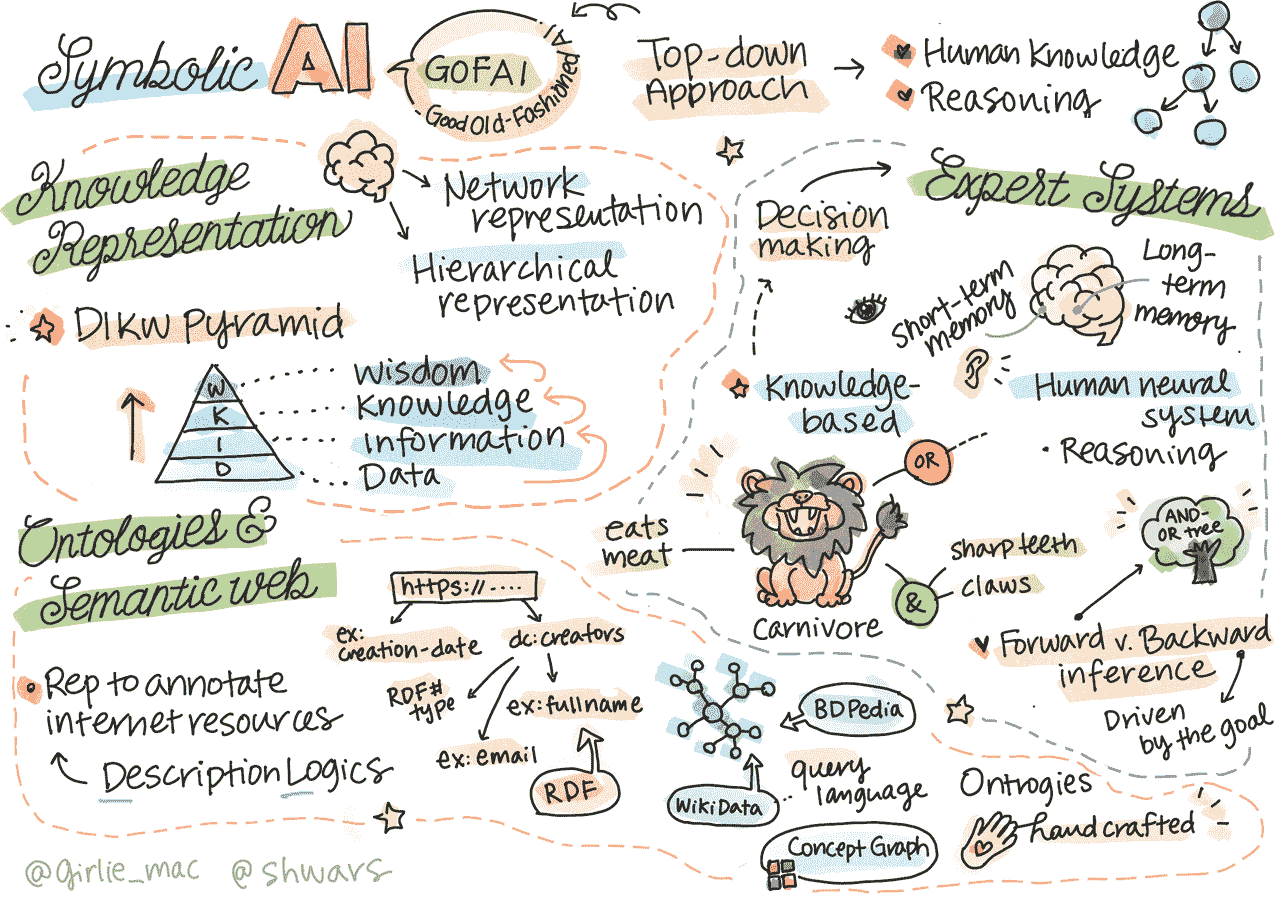 Symbolic AI
GOFAI
Good Old-Fashioned AI
Top-down
Approach
Human Knowledge
Reasoning
Knowledge
Representation
Network
representation
Hierarchical
representation
DIKW Pyramid
W
K
I
D
Wisdom
Knowledge
Information
Data
Expert Systems
Decision
making
short-term
memory
Long-
term
memory
Knowledge-
based
Human neural
system
Reasoning
OR
eats
meat
Carnivore
&
sharp teeth
claws
AND-
OR tree
Forward v. Backward
inference
Driven
by the goal
Ontologies &
Semantic web
https://....
ex:
creation-date
dc:creators
RDF#
type
ex:fullname
ex:email
RDF
Rep to annotate
internet resources
Description Logics
BDPedia
WikiData
query
language
Concept Graph
Ontrogies
handcrafted
@girlie_mac @shwars